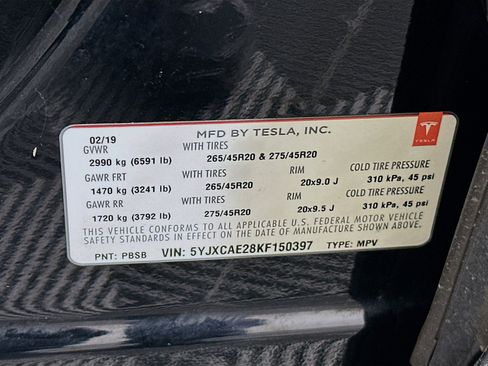 02/19 MFD BY TESLA, INC.
GVWR WITH TIRES
2990 kg (6591 lb) 265/45R20 & 275/45R20
GAWR FRT WITH TIRES RIM COLD TIRE PRESSURE
1470 kg (3241 lb) 265/45R20 20x9.0 J 310 kPa, 45 psi
GAWR RR WITH TIRES RIM COLD TIRE PRESSURE
1720 kg (3792 lb) 275/45R20 20x9.5 J 310 kPa, 45 psi
THIS VEHICLE CONFORMS TO ALL APPLICABLE U.S. FEDERAL MOTOR VEHICLE
SAFETY STANDARDS IN EFFECT ON THE DATE OF MANUFACTURE SHOWN ABOVE.
PNT: PBSB VIN: 5YJXCAE28KF150397 TYPE: MPV
TESLA